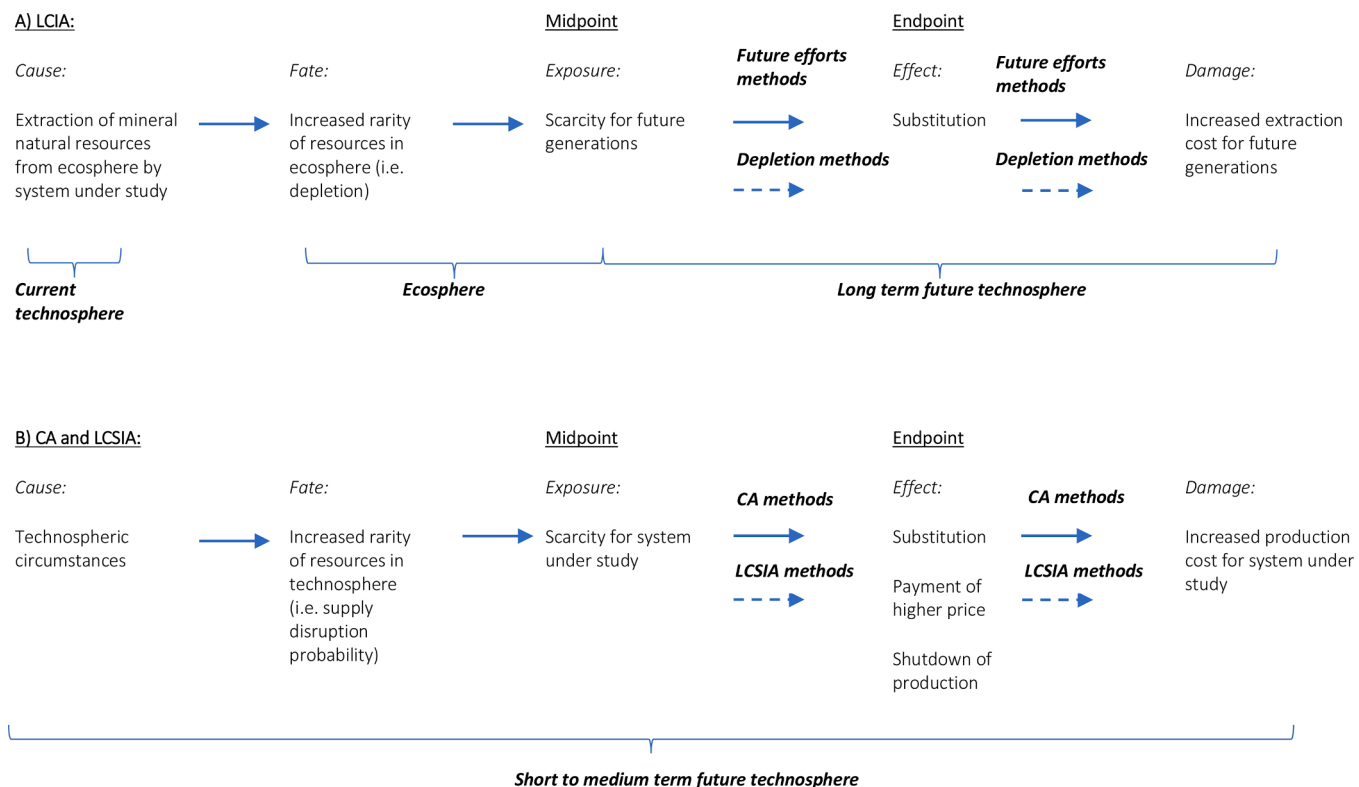 A) LCIA:
Midpoint
Endpoint
Cause:
Fate:
Exposure:
Future efforts
methods
Effect:
Future efforts
methods
Damage:
Extraction of mineral
natural resources
from ecosphere by
system under study
Increased rarity
of resources in
ecosphere (i.e.
depletion)
Scarcity for future
generations
Depletion methods
Substitution
Depletion methods
Increased extraction
cost for future
generations
Current
technosphere
Ecosphere
Long term future technosphere
B) CA and LCSIA:
Midpoint
Endpoint
Cause:
Fate:
Exposure:
CA methods
Effect:
CA methods
Damage:
Technospheric
circumstances
Increased rarity
of resources in
technosphere
(i.e. supply
disruption
probability)
Scarcity for system
under study
LCSIA methods
Substitution
Payment of
higher price
Shutdown of
production
LCSIA methods
Increased production
cost for system under
study
Short to medium term future technosphere